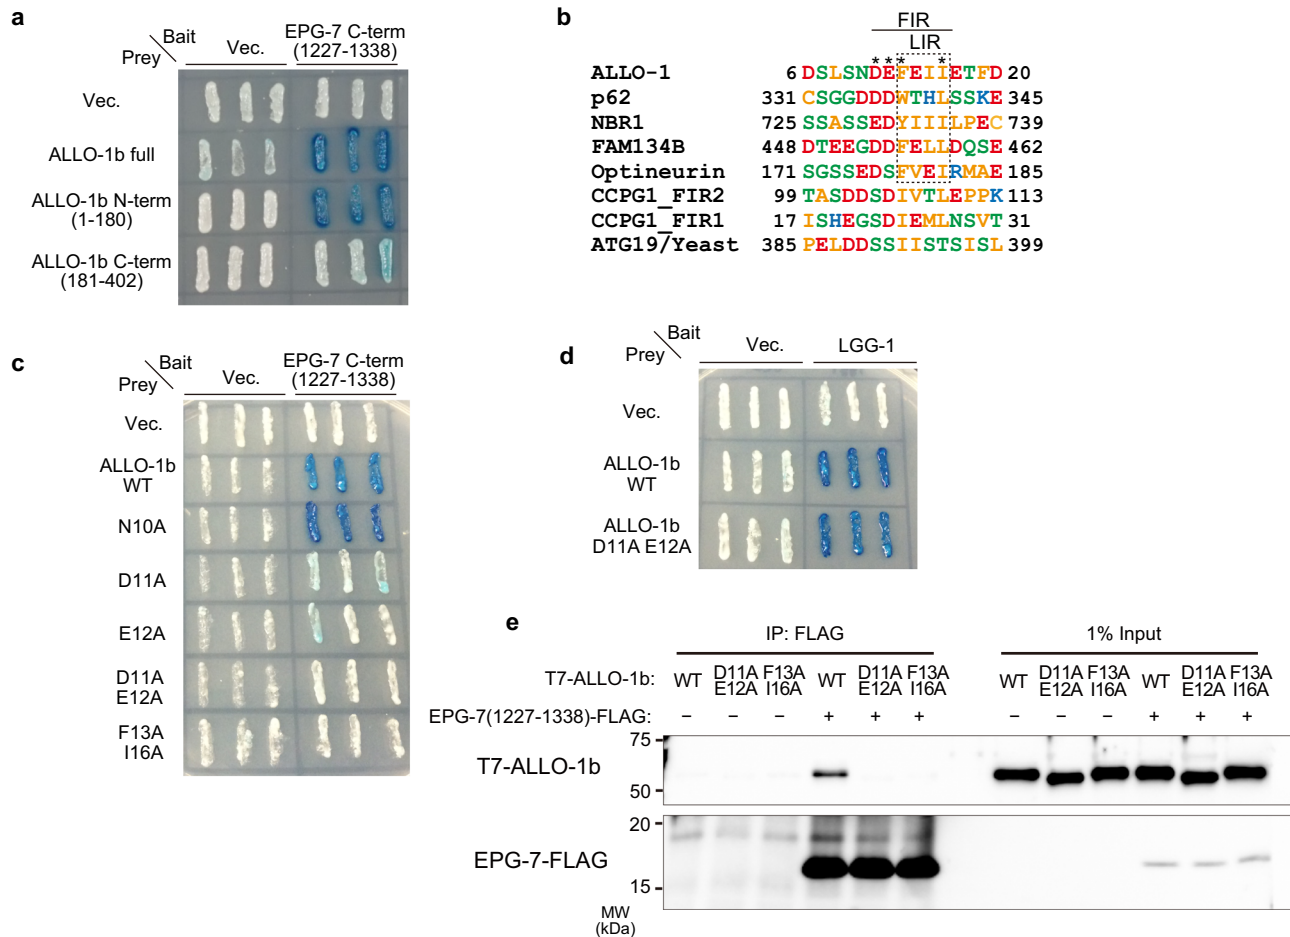 a
Bait
Prey
Vec.
EPG-7 C-term
(1227-1338)
Vec.
ALLO-1b full
ALLO-1b N-term
(1-180)
ALLO-1b C-term
(181-402)
b
FIR
LIR
* * * *
ALLO-1 6 DSLSNDEFEIIETFD 20
p62 331 CSGGDDDWTHLSSKE 345
NBR1 725 SSASSEDYIIILPEC 739
FAM134B 448 DTEEGDDFELLDQSE 462
Optineurin 171 SGSSEDSFVEIRMAE 185
CCPG1_FIR2 99 TASDDSDIVTLEPPK 113
CCPG1_FIR1 17 ISHEGSDIEMLNSVT 31
ATG19/Yeast 385 PELDDSSIISTSISL 399
c
Bait
Prey
Vec.
EPG-7 C-term
(1227-1338)
Vec.
ALLO-1b
WT
N10A
D11A
E12A
D11A
E12A
F13A
I16A
d
Bait
Prey
Vec.
LGG-1
Vec.
ALLO-1b
WT
ALLO-1b
D11A E12A
e
IP: FLAG
1% Input
T7-ALLO-1b: WT D11A E12A F13A I16A WT D11A E12A F13A I16A WT D11A E12A F13A I16A WT D11A E12A F13A I16A
EPG-7(1227-1338)-FLAG: − − − + + + − − − + + +
T7-ALLO-1b
75
50
EPG-7-FLAG
20
15
MW
(kDa)